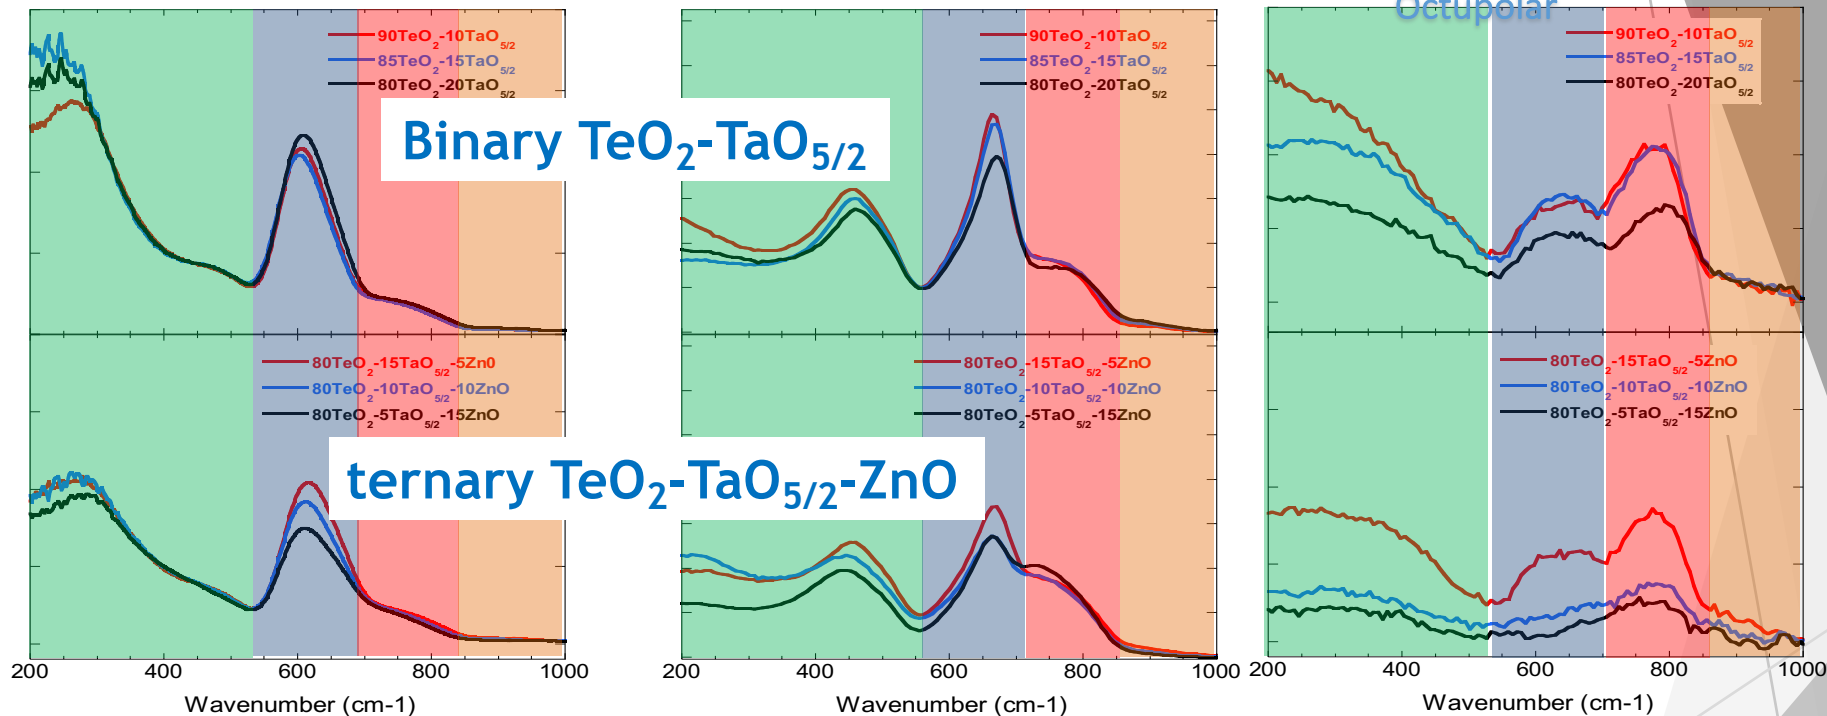 Octupolar
90TeO2-10TaO5/2
85TeO2-15TaO5/2
80TeO2-20TaO5/2
90TeO2-10TaO5/2
85TeO2-15TaO5/2
80TeO2-20TaO5/2
90TeO2-10TaO5/2
85TeO2-15TaO5/2
80TeO2-20TaO5/2
Binary TeO2-TaO5/2
80TeO2-15TaO5/2-5Zn0
80TeO2-10TaO5/2-10ZnO
80TeO2-5TaO5/2-15ZnO
80TeO2-15TaO5/2-5ZnO
80TeO2-10TaO5/2-10ZnO
80TeO2-5TaO5/2-15ZnO
80TeO2-15TaO5/2-5ZnO
80TeO2-10TaO5/2-10ZnO
80TeO2-5TaO5/2-15ZnO
ternary TeO2-TaO5/2-ZnO
200 400 600 800 1000
200 400 600 800 1000
200 400 600 800 1000
Wavenumber (cm-1)
Wavenumber (cm-1)
Wavenumber (cm-1)